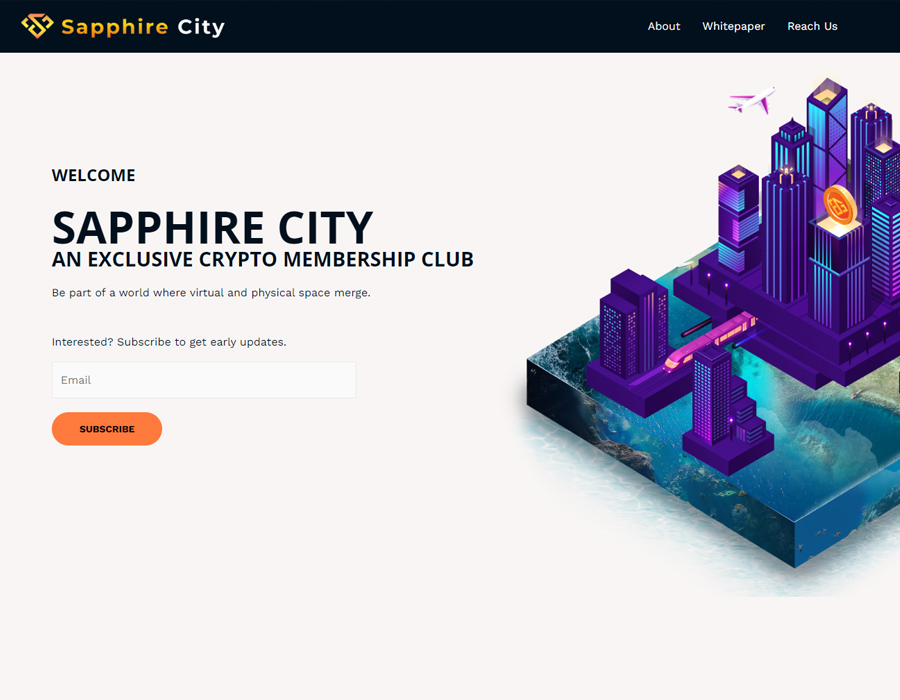 Sapphire City
About
Whitepaper
Reach Us
WELCOME
SAPPHIRE CITY
AN EXCLUSIVE CRYPTO MEMBERSHIP CLUB
Be part of a world where virtual and physical space merge.
Interested? Subscribe to get early updates.
Email
SUBSCRIBE